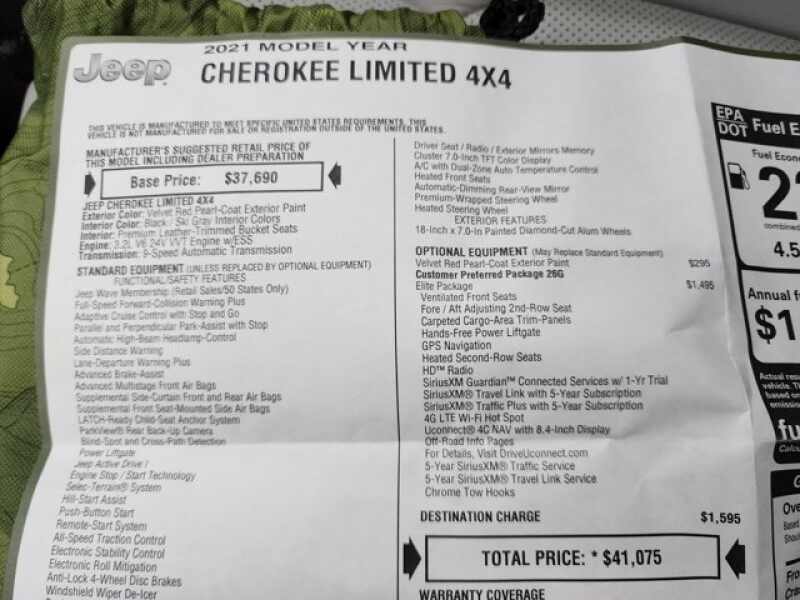 Jeep
2021 MODEL YEAR
CHEROKEE LIMITED 4X4
THIS VEHICLE IS MANUFACTURED TO MEET SPECIFIC UNITED STATES REQUIREMENTS. THIS
VEHICLE IS NOT MANUFACTURED FOR SALE OR REGISTRATION OUTSIDE OF THE UNITED STATES.
MANUFACTURER'S SUGGESTED RETAIL PRICE OF
THIS MODEL INCLUDING DEALER PREPARATION
Base Price: $37,690
JEEP CHEROKEE LIMITED 4X4
Exterior Color: Velvet Red Pearl-Coat Exterior Paint
Interior Color: Black / Ski Gray Interior Colors
Interior: Premium Leather-Trimmed Bucket Seats
Engine: 3.2L V6 24V VVT Engine w/ESS
Transmission: 9-Speed Automatic Transmission
STANDARD EQUIPMENT (UNLESS REPLACED BY OPTIONAL EQUIPMENT)
FUNCTIONAL/SAFETY FEATURES
Jeep Wave Membership (Retail Sales/50 States Only)
Full-Speed Forward-Collision Warning Plus
Adaptive Cruise Control with Stop and Go
Parallel and Perpendicular Park-Assist with Stop
Automatic High-Beam Headlamp-Control
Side Distance Warning
Lane-Departure Warning Plus
Advanced Brake-Assist
Advanced Multistage Front Air Bags
Supplemental Side-Curtain Front and Rear Air Bags
Supplemental Front Seat-Mounted Side Air Bags
LATCH-Ready Child-Seat Anchor System
ParkView® Rear Back-Up Camera
Blind-Spot and Cross-Path Detection
Power Liftgate
Jeep Active Drive I
Engine Stop / Start Technology
Selec-Terrain® System
Hill-Start Assist
Push-Button Start
Remote-Start System
All-Speed Traction Control
Electronic Stability Control
Electronic Roll Mitigation
Anti-Lock 4-Wheel Disc Brakes
Windshield Wiper De-Icer
Driver Seat / Radio / Exterior Mirrors Memory
Cluster 7.0-Inch TFT Color Display
A/C with Dual-Zone Auto Temperature Control
Heated Front Seats
Automatic-Dimming Rear-View Mirror
Premium-Wrapped Steering Wheel
Heated Steering Wheel
EXTERIOR FEATURES
18-Inch x 7.0-In Painted Diamond-Cut Alum Wheels
OPTIONAL EQUIPMENT (May Replace Standard Equipment)
Velvet Red Pearl-Coat Exterior Paint $295
Customer Preferred Package 26G
Elite Package $1,495
Ventilated Front Seats
Fore / Aft Adjusting 2nd-Row Seat
Carpeted Cargo-Area Trim-Panels
Hands-Free Power Liftgate
GPS Navigation
Heated Second-Row Seats
HD™ Radio
SiriusXM Guardian™ Connected Services w/ 1-Yr Trial
SiriusXM® Travel Link with 5-Year Subscription
SiriusXM® Traffic Plus with 5-Year Subscription
4G LTE Wi-Fi Hot Spot
Uconnect® 4C NAV with 8.4-Inch Display
Off-Road Info Pages
For Details, Visit DriveUconnect.com
5-Year SiriusXM® Traffic Service
5-Year SiriusXM® Travel Link Service
Chrome Tow Hooks
DESTINATION CHARGE $1,595
TOTAL PRICE: * $41,075
WARRANTY COVERAGE
EPA
DOT
Fuel E
Fuel Econo
2
combined
4.5
Annual f
$1
Actual resu
vehicle. Th
based on
emission
fu
Calcu
Ove
Based
Shou
Fro
Cra